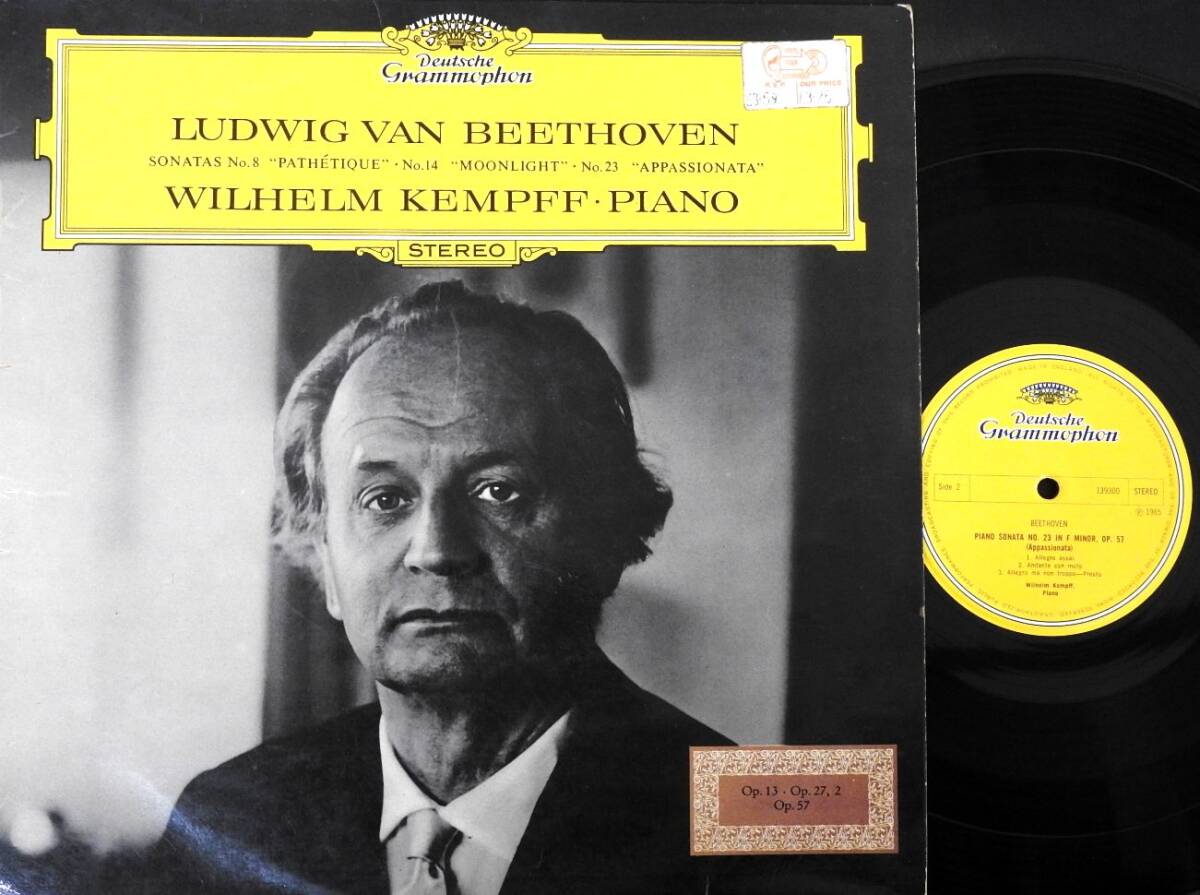 Deutsche
Grammophon
R.R.P. OUR PRICE
LUDWIG VAN BEETHOVEN
SONATAS No. 8 "PATHÉTIQUE" · No. 14 "MOONLIGHT" · No. 23 "APPASSIONATA"
WILHELM KEMPFF · PIANO
STEREO
Op. 13 · Op. 27, 2
Op. 57
Deutsche
Grammophon
Side 2
139300
STEREO
℗ 1965
BEETHOVEN
PIANO SONATA NO. 23 IN F MINOR, OP. 57
(Appassionata)
1. Allegro assai
2. Andante con moto
3. Allegro ma non troppo—Presto
Wilhelm Kempff,
Piano